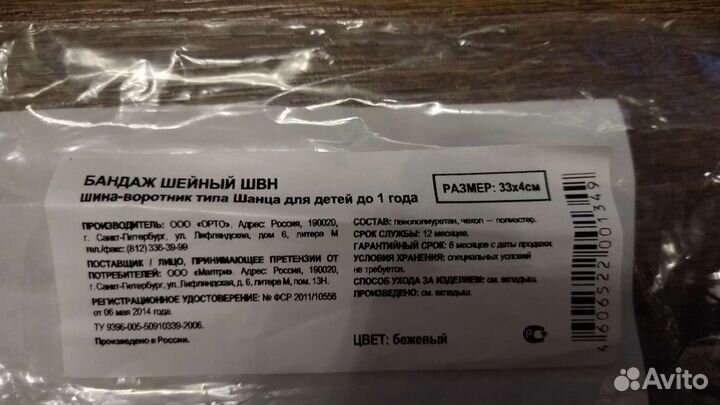 БАНДАЖ ШЕЙНЫЙ ШВН
шина-воротник типа Шанца для детей до 1 года
РАЗМЕР: 33х4см
ПРОИЗВОДИТЕЛЬ: ООО «ОРТО». Адрес: Россия, 190020,
г. Санкт-Петербург, ул. Лифляндская, дом 6, литера М
тел./факс: (812) 336-39-99
ПОСТАВЩИК / ЛИЦО, ПРИНИМАЮЩЕЕ ПРЕТЕНЗИИ ОТ
ПОТРЕБИТЕЛЕЙ: ООО «Малтри». Адрес: Россия, 190020,
г. Санкт-Петербург, ул. Лифляндская, д. 6, литера М, пом. 13Н.
РЕГИСТРАЦИОННОЕ УДОСТОВЕРЕНИЕ: № ФСР 2011/10556
от 06 мая 2014 года.
ТУ 9396-005-50910339-2006.
Произведено в России.
СОСТАВ: пенополиуретан, чехол — полиэстер.
СРОК СЛУЖБЫ: 12 месяцев.
ГАРАНТИЙНЫЙ СРОК: 6 месяцев с даты продажи.
УСЛОВИЯ ХРАНЕНИЯ: специальных условий
не требуется.
СПОСОБ УХОДА ЗА ИЗДЕЛИЕМ: см. вкладыш.
ПРОИЗВЕДЕНО: см. вкладыш.
ЦВЕТ: бежевый
4606522001349
Avito